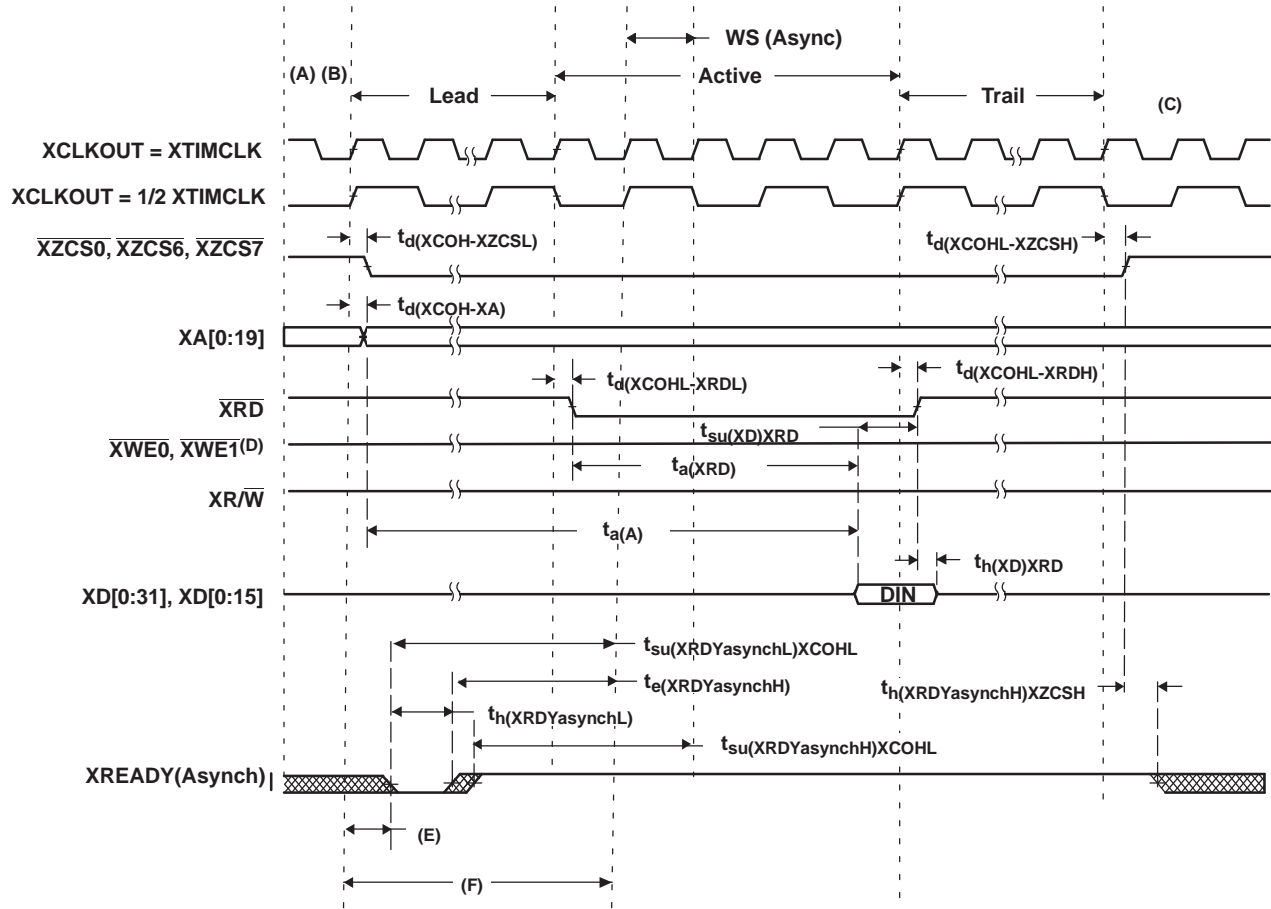 WS (Async)
(A) (B)
Active
Lead
Trail
(C)
XCLKOUT = XTIMCLK
XCLKOUT = 1/2 XTIMCLK
XZCS0, XZCS6, XZCS7
td(XCOH-XZCSL)
td(XCOHL-XZCSH)
td(XCOH-XA)
XA[0:19]
td(XCOHL-XRDL)
td(XCOHL-XRDH)
XRD
tsu(XD)XRD
XWE0, XWE1(D)
ta(XRD)
XR/W
ta(A)
th(XD)XRD
XD[0:31], XD[0:15]
DIN
tsu(XRDYasynchL)XCOHL
te(XRDYasynchH)
th(XRDYasynchH)XZCSH
th(XRDYasynchL)
tsu(XRDYasynchH)XCOHL
XREADY(Asynch)
(E)
(F)